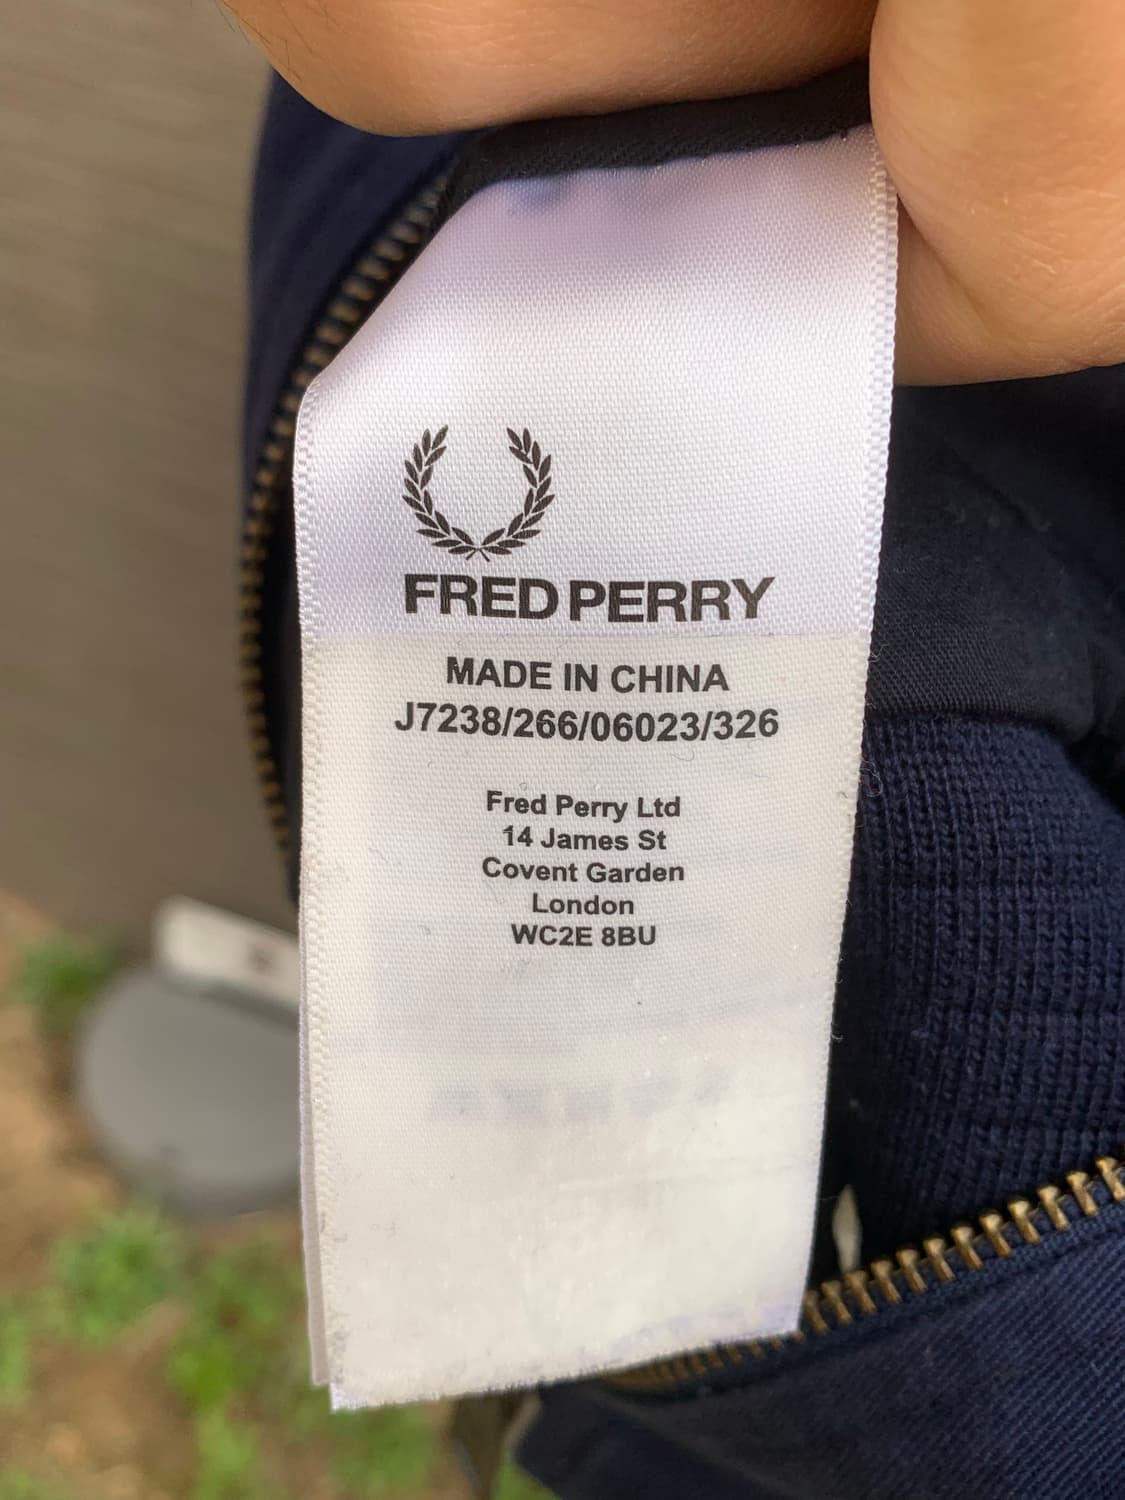 FRED PERRY
MADE IN CHINA
J7238/266/06023/326
Fred Perry Ltd
14 James St
Covent Garden
London
WC2E 8BU